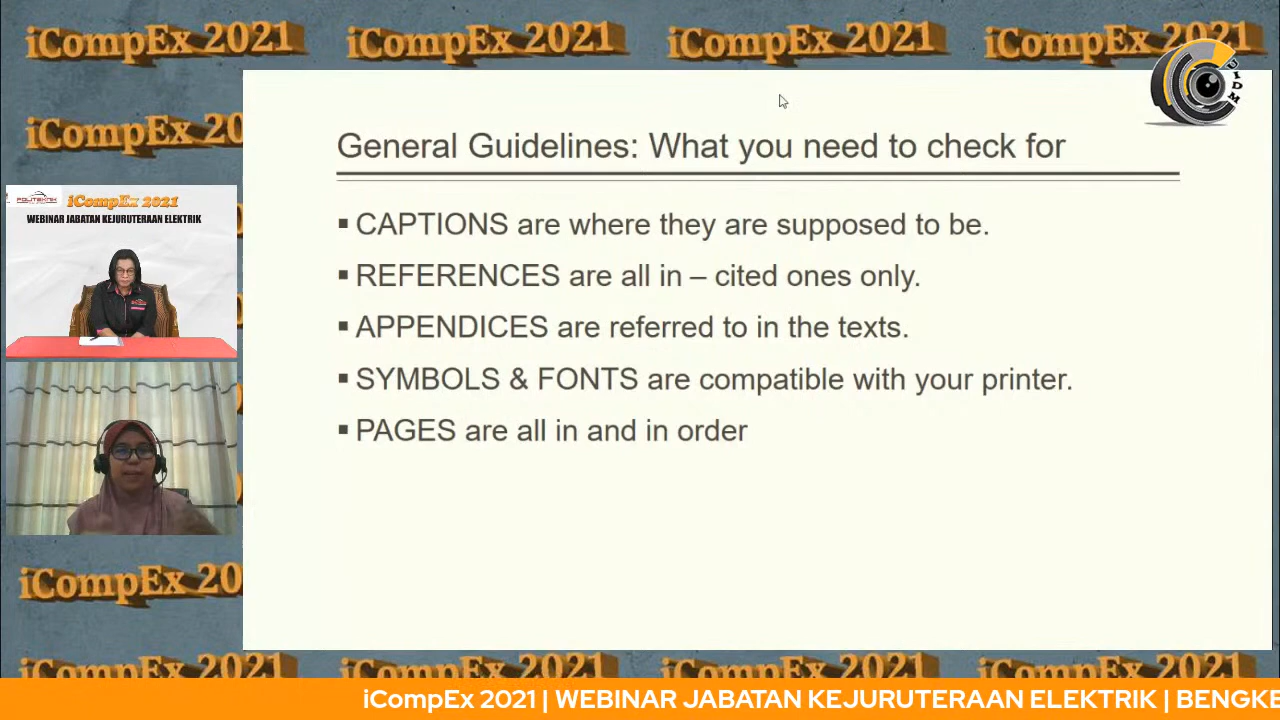 iCompEx 2021 iCompEx 2021 iCompEx 2021 iCompEx 2021
iCompEx 20
UIDM
General Guidelines: What you need to check for
▪ CAPTIONS are where they are supposed to be.
▪ REFERENCES are all in – cited ones only.
▪ APPENDICES are referred to in the texts.
▪ SYMBOLS & FONTS are compatible with your printer.
▪ PAGES are all in and in order
POLITEKNIK
iCompEx 2021
WEBINAR JABATAN KEJURUTERAAN ELEKTRIK
iCompEx 20
iCompEx 2021 iCompEx 2021 iCompEx 2021 iCompEx 2021
iCompEx 2021 | WEBINAR JABATAN KEJURUTERAAN ELEKTRIK | BENGKE